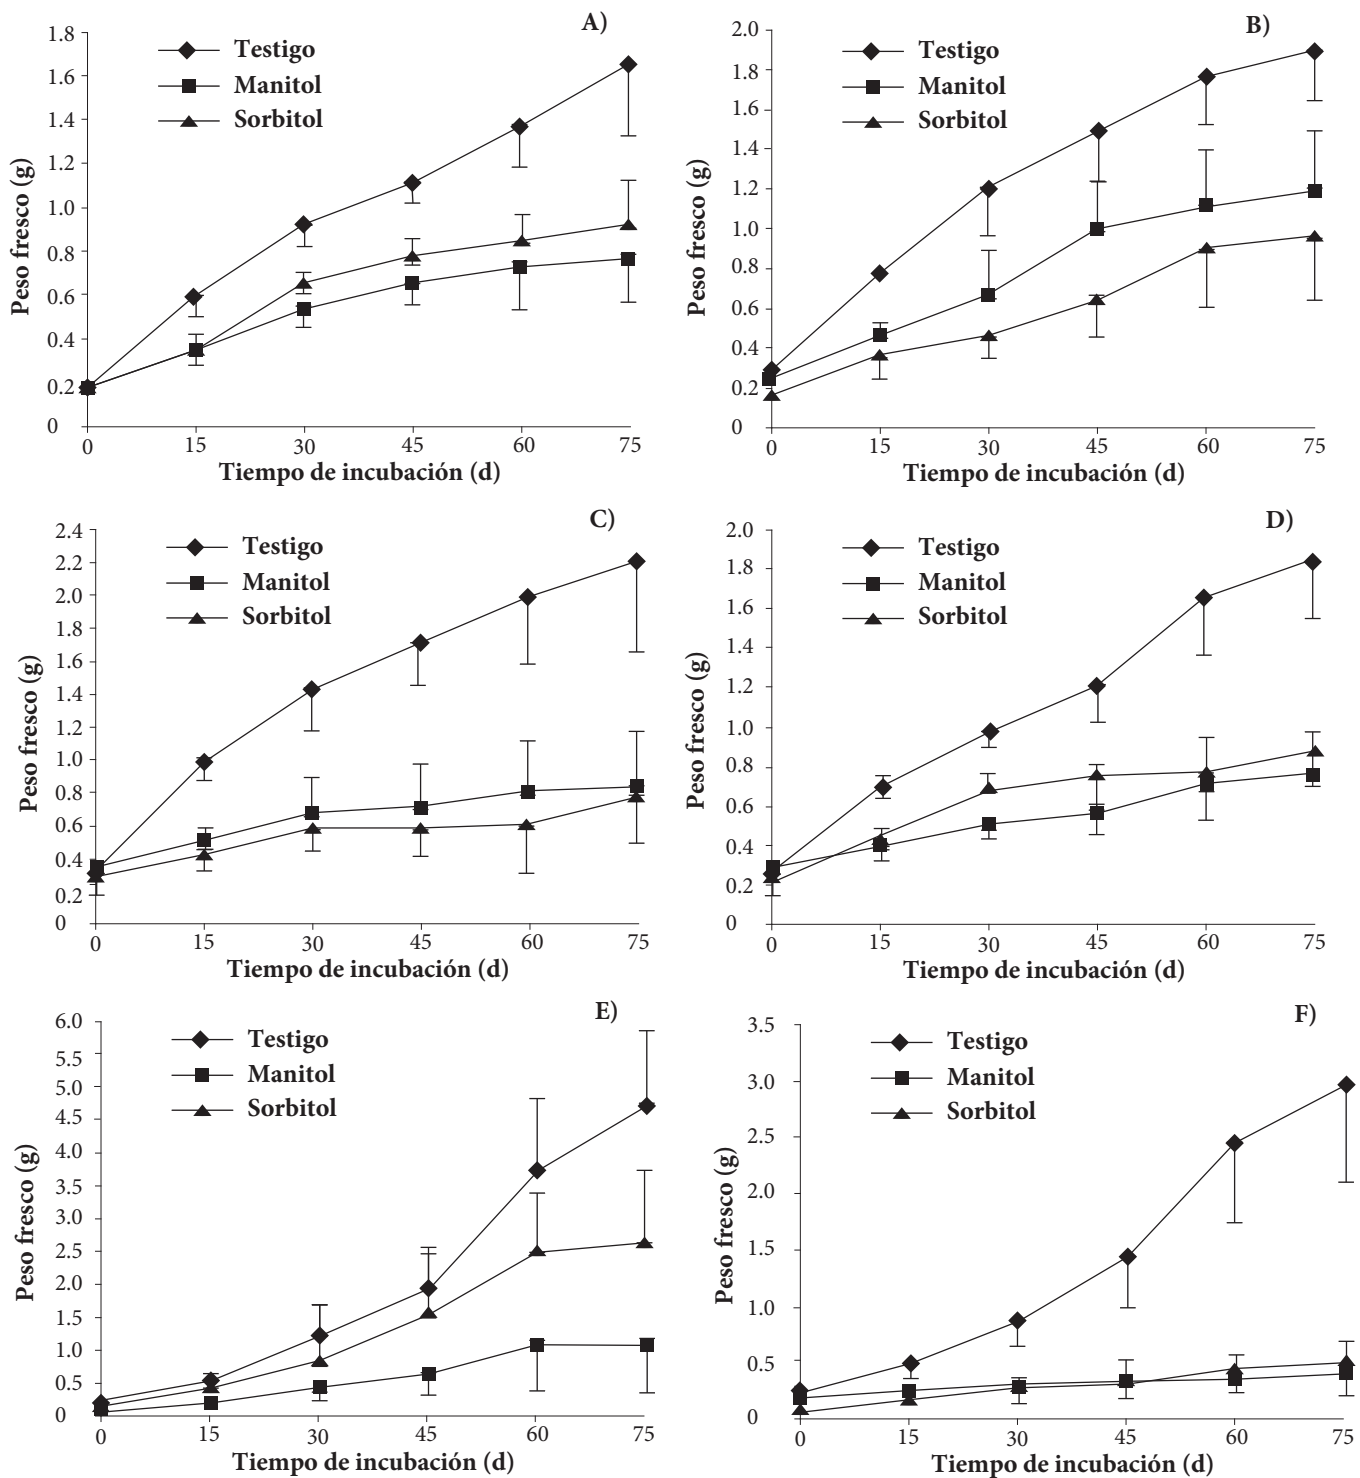 A)
Testigo
Manitol
Sorbitol
Peso fresco (g)
1.8
1.6
1.4
1.2
1.0
0.8
0.6
0.4
0.2
0
0 15 30 45 60 75
Tiempo de incubación (d)
B)
Testigo
Manitol
Sorbitol
Peso fresco (g)
2.0
1.8
1.6
1.4
1.2
1.0
0.8
0.6
0.4
0.2
0
0 15 30 45 60 75
Tiempo de incubación (d)
C)
Testigo
Manitol
Sorbitol
Peso fresco (g)
2.4
2.2
2.0
1.8
1.6
1.4
1.2
1.0
0.8
0.6
0.4
0.2
0
0 15 30 45 60 75
Tiempo de incubación (d)
D)
Testigo
Manitol
Sorbitol
Peso fresco (g)
2.0
1.8
1.6
1.4
1.2
1.0
0.8
0.6
0.4
0.2
0
0 15 30 45 60 75
Tiempo de incubación (d)
E)
Testigo
Manitol
Sorbitol
Peso fresco (g)
6.0
5.5
5.0
4.5
4.0
3.5
3.0
2.5
2.0
1.5
1.0
0.5
0
0 15 30 45 60 75
Tiempo de incubación (d)
F)
Testigo
Manitol
Sorbitol
Peso fresco (g)
3.5
3.0
2.5
2.0
1.5
1.0
0.5
0
0 15 30 45 60 75
Tiempo de incubación (d)